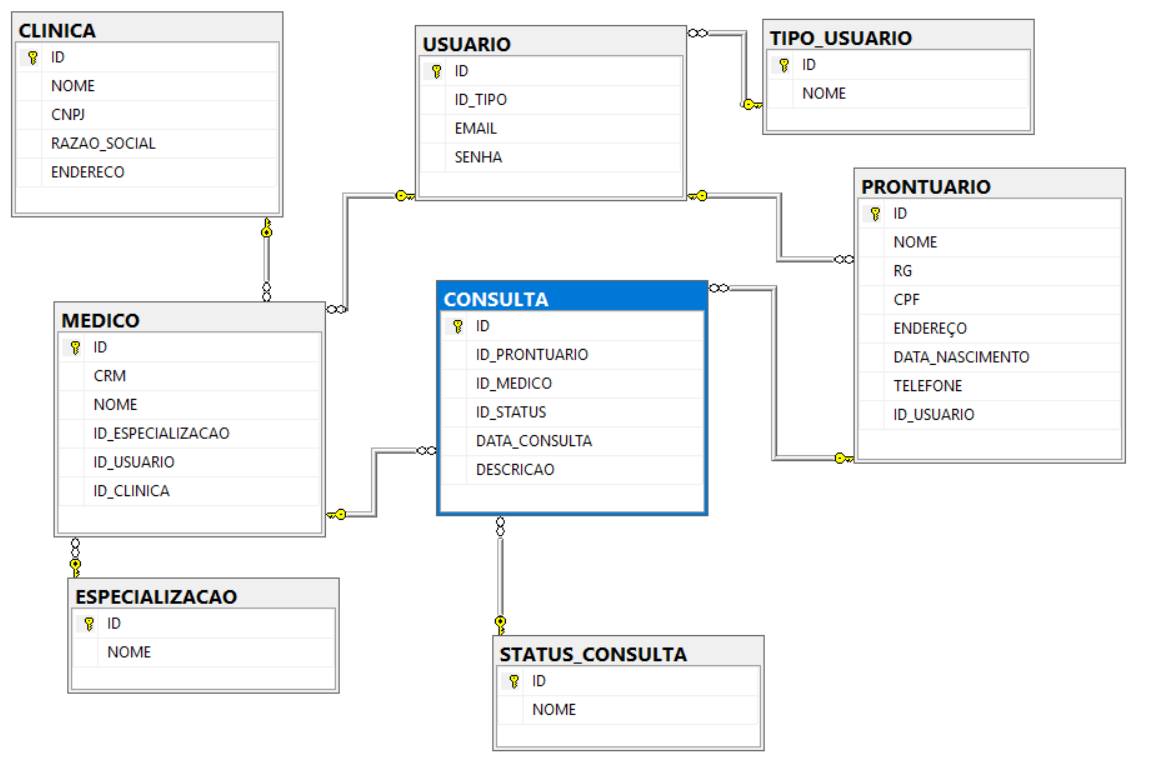 CLINICA
ID
NOME
CNPJ
RAZAO_SOCIAL
ENDERECO
USUARIO
ID
ID_TIPO
EMAIL
SENHA
TIPO_USUARIO
ID
NOME
PRONTUARIO
ID
NOME
RG
CPF
ENDEREÇO
DATA_NASCIMENTO
TELEFONE
ID_USUARIO
MEDICO
ID
CRM
NOME
ID_ESPECIALIZACAO
ID_USUARIO
ID_CLINICA
CONSULTA
ID
ID_PRONTUARIO
ID_MEDICO
ID_STATUS
DATA_CONSULTA
DESCRICAO
ESPECIALIZACAO
ID
NOME
STATUS_CONSULTA
ID
NOME